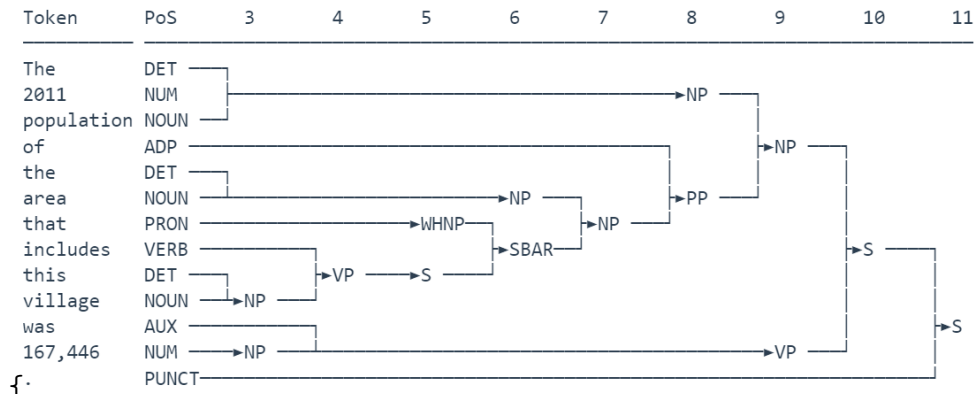 Token PoS 3 4 5 6 7 8 9 10 11
The DET
2011 NUM NP
population NOUN
of ADP NP
the DET
area NOUN NP PP
that PRON WHNP NP
includes VERB SBAR S
this DET VP S
village NOUN NP
was AUX S
167,446 NUM NP VP
{. PUNCT